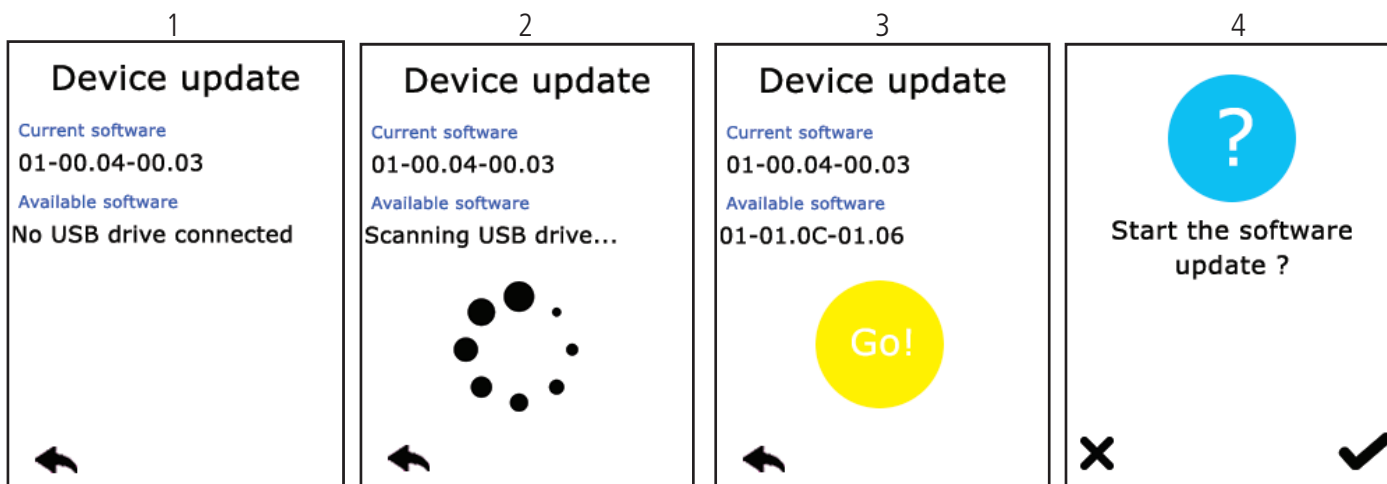 1
Device update
Current software
01-00.04-00.03
Available software
No USB drive connected
2
Device update
Current software
01-00.04-00.03
Available software
Scanning USB drive...
3
Device update
Current software
01-00.04-00.03
Available software
01-01.0C-01.06
Go!
4
?
Start the software
update ?